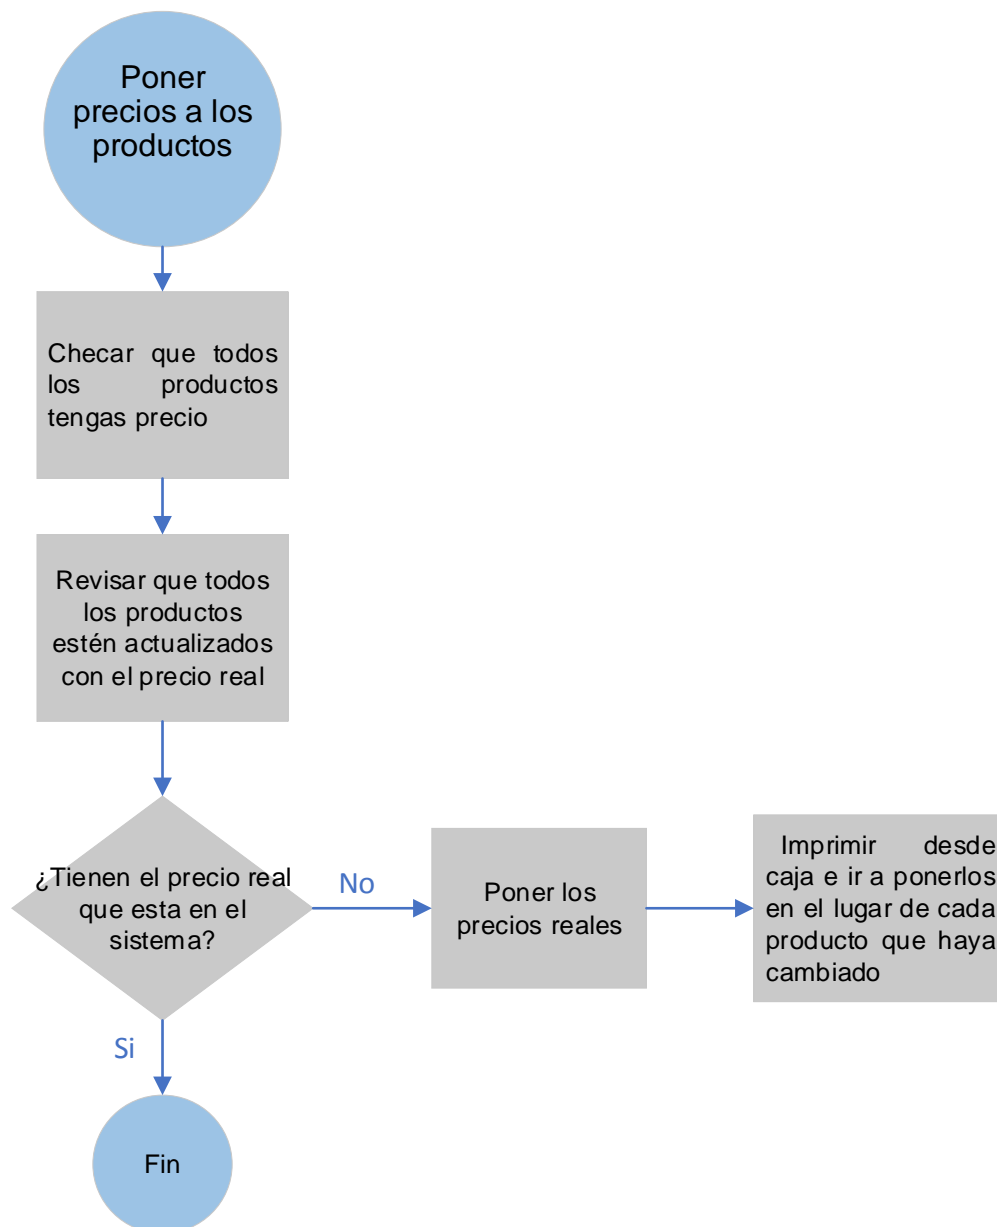 Poner
precios a los
productos
Checar que todos
los productos
tengas precio
Revisar que todos
los productos
estén actualizados
con el precio real
¿Tienen el precio real
que esta en el
sistema?
No
Poner los
precios reales
Imprimir desde
caja e ir a ponerlos
en el lugar de cada
producto que haya
cambiado
Si
Fin